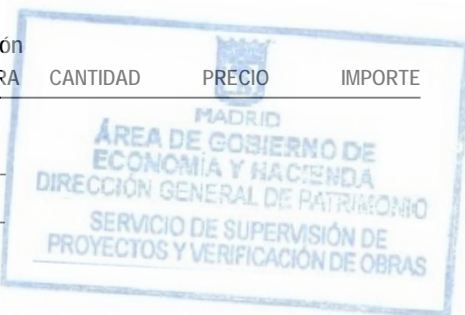 ón
RA CANTIDAD PRECIO IMPORTE
MADRID
ÁREA DE GOBIERNO DE
ECONOMÍA Y HACIENDA
DIRECCIÓN GENERAL DE PATRIMONIO
SERVICIO DE SUPERVISIÓN DE
PROYECTOS Y VERIFICACIÓN DE OBRAS